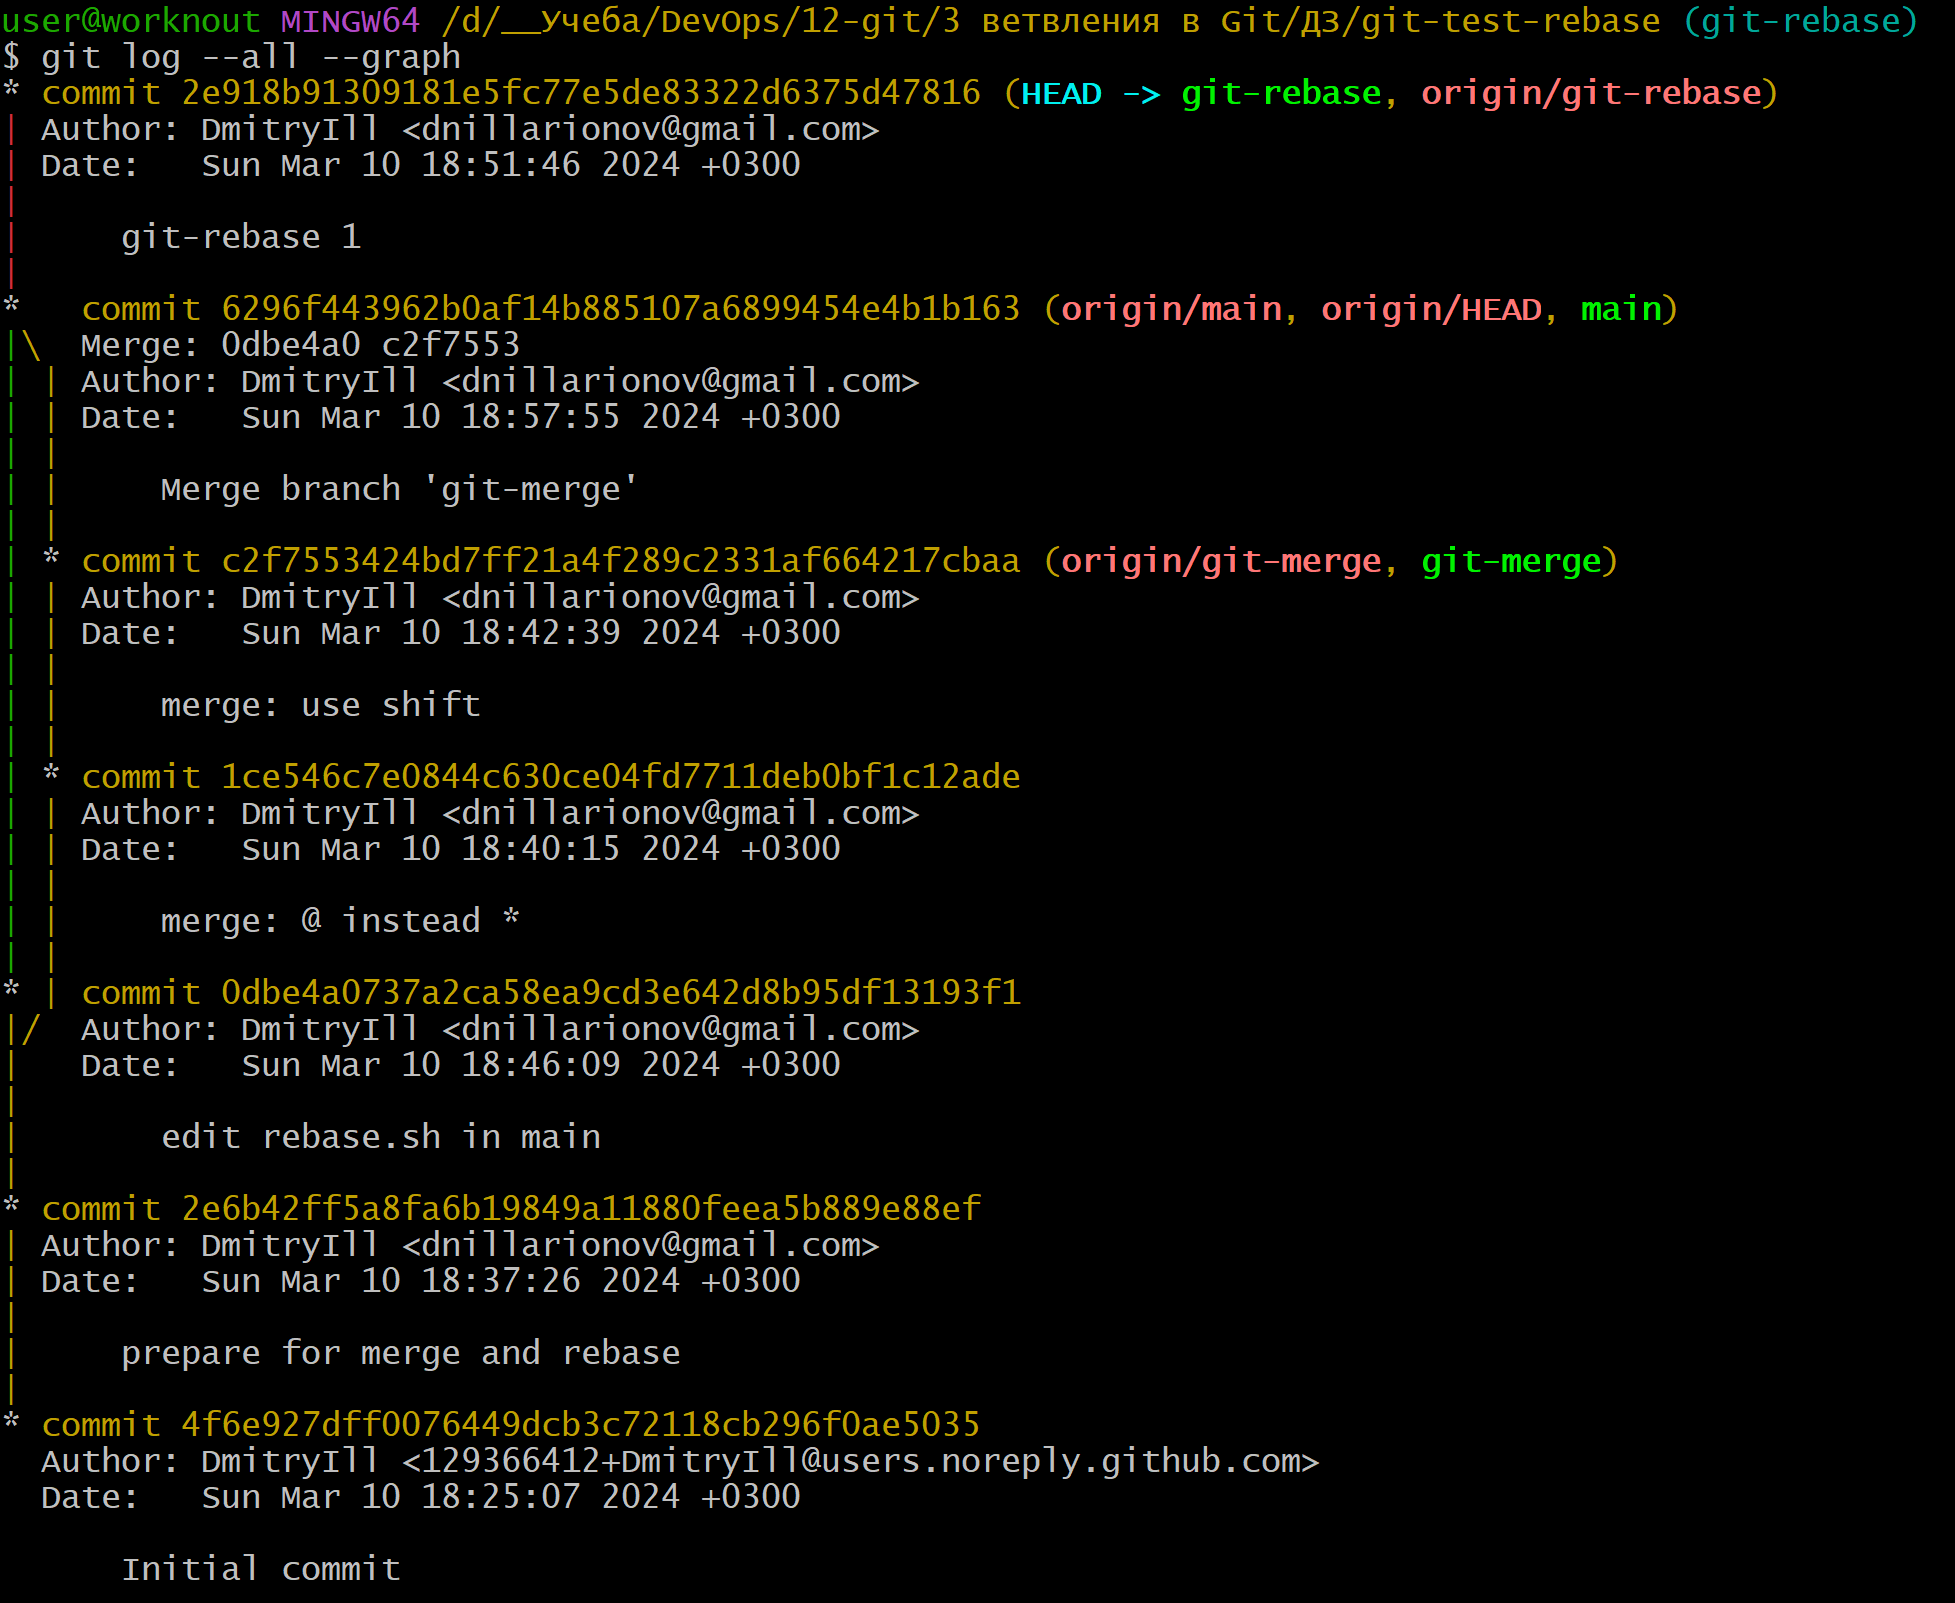 user@worknout MINGW64 /d/__Учеба/DevOps/12-git/3 ветвления в Git/ДЗ/git-test-rebase (git-rebase)
$ git log --all --graph
* commit 2e918b91309181e5fc77e5de83322d6375d47816 (HEAD -> git-rebase, origin/git-rebase)
| Author: DmitryIll <dnillarionov@gmail.com>
| Date:   Sun Mar 10 18:51:46 2024 +0300
|
|     git-rebase 1
|
*   commit 6296f443962b0af14b885107a6899454e4b1b163 (origin/main, origin/HEAD, main)
|\  Merge: 0dbe4a0 c2f7553
| | Author: DmitryIll <dnillarionov@gmail.com>
| | Date:   Sun Mar 10 18:57:55 2024 +0300
| |
| |     Merge branch 'git-merge'
| |
| * commit c2f7553424bd7ff21a4f289c2331af664217cbaa (origin/git-merge, git-merge)
| | Author: DmitryIll <dnillarionov@gmail.com>
| | Date:   Sun Mar 10 18:42:39 2024 +0300
| |
| |     merge: use shift
| |
| * commit 1ce546c7e0844c630ce04fd7711deb0bf1c12ade
| | Author: DmitryIll <dnillarionov@gmail.com>
| | Date:   Sun Mar 10 18:40:15 2024 +0300
| |
| |     merge: @ instead *
| |
* | commit 0dbe4a0737a2ca58ea9cd3e642d8b95df13193f1
|/  Author: DmitryIll <dnillarionov@gmail.com>
|   Date:   Sun Mar 10 18:46:09 2024 +0300
|
|       edit rebase.sh in main
|
* commit 2e6b42ff5a8fa6b19849a11880feea5b889e88ef
| Author: DmitryIll <dnillarionov@gmail.com>
| Date:   Sun Mar 10 18:37:26 2024 +0300
|
|     prepare for merge and rebase
|
* commit 4f6e927dff0076449dcb3c72118cb296f0ae5035
  Author: DmitryIll <129366412+DmitryIll@users.noreply.github.com>
  Date:   Sun Mar 10 18:25:07 2024 +0300

      Initial commit